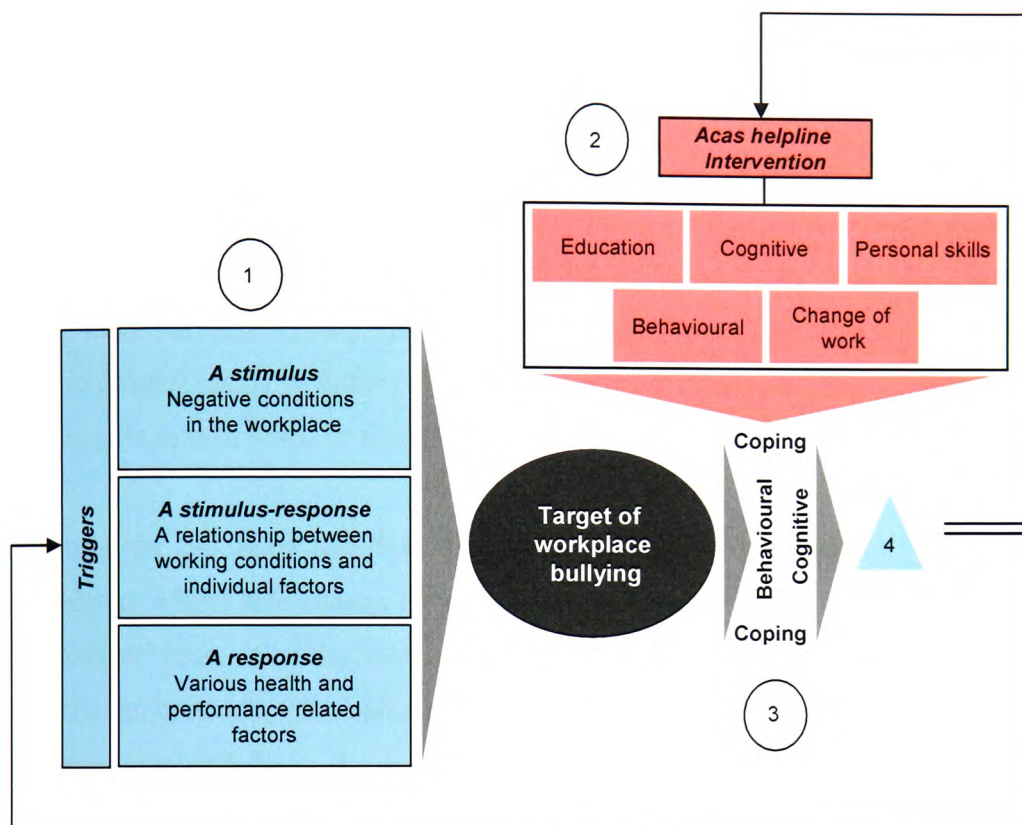 2
Acas helpline
Intervention
Education
Cognitive
Personal skills
Behavioural
Change of
work
1
Triggers
A stimulus
Negative conditions
in the workplace
A stimulus-response
A relationship between
working conditions and
individual factors
A response
Various health and
performance related
factors
Target of
workplace
bullying
Coping
Behavioural
Cognitive
Coping
3
4